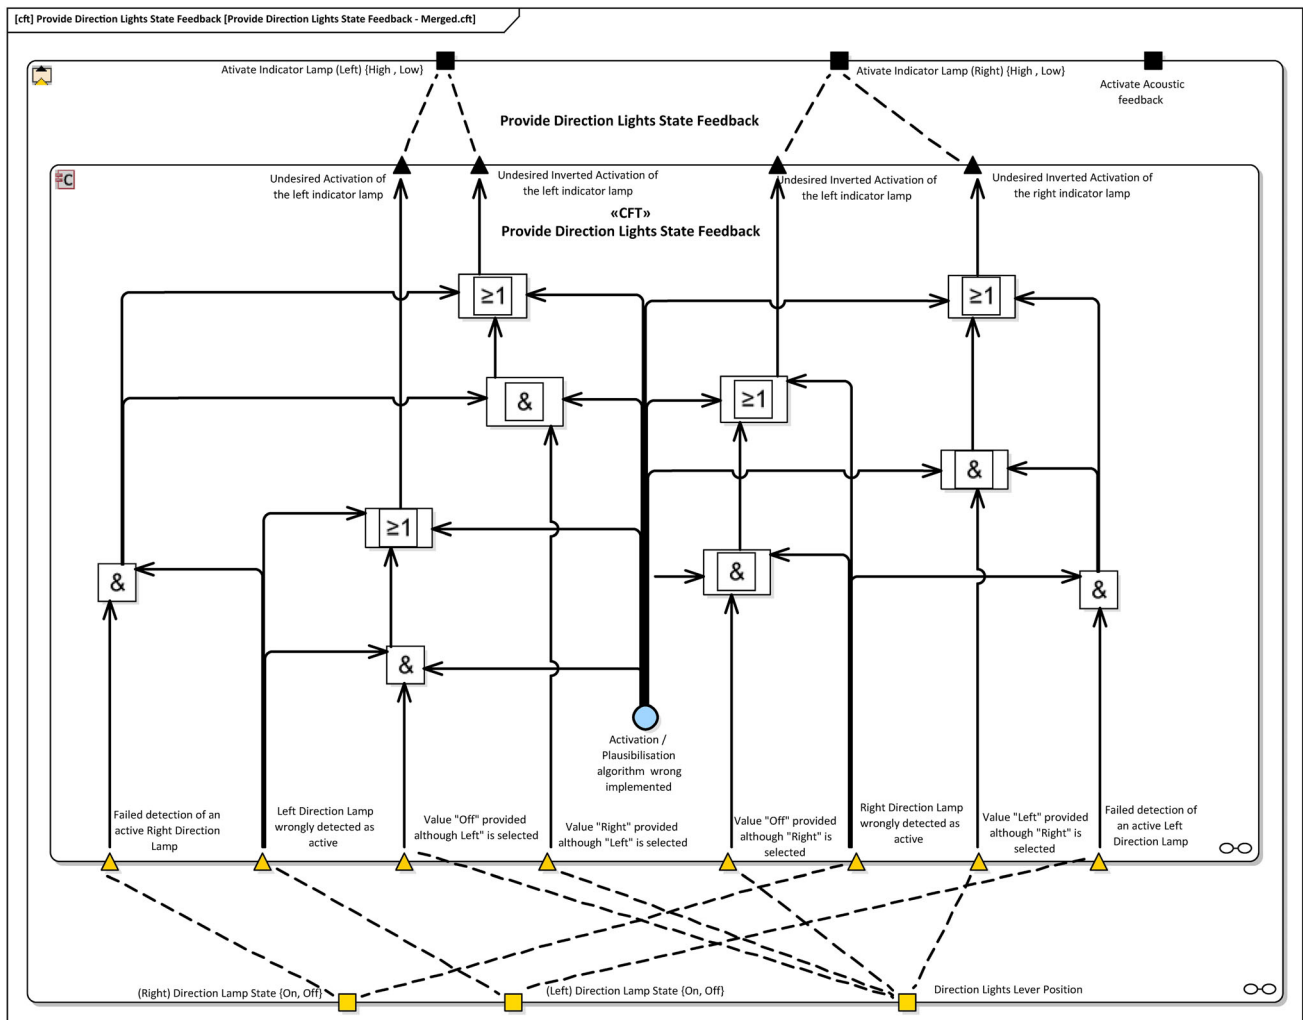 [cft] Provide Direction Lights State Feedback [Provide Direction Lights State Feedback - Merged.cft]
Ativate Indicator Lamp (Left) {High , Low}
Ativate Indicator Lamp (Right) {High , Low}
Activate Acoustic
feedback
Provide Direction Lights State Feedback
C
Undesired Activation of
the left indicator lamp
Undesired Inverted Activation of
the left indicator lamp
Undesired Inverted Activation of
the left indicator lamp
Undesired Inverted Activation of
the right indicator lamp
«CFT»
Provide Direction Lights State Feedback
≥1
≥1
&
≥1
&
≥1
&
&
&
&
Activation /
Plausibilisation
algorithm wrong
implemented
Failed detection of an
active Right Direction
Lamp
Left Direction Lamp
wrongly detected as
active
Value "Off" provided
although Left" is selected
Value "Right" provided
although "Left" is selected
Value "Off" provided
although "Right" is
selected
Right Direction Lamp
wrongly detected as
active
Value "Left" provided
although "Right" is
selected
Failed detection of
an active Left
Direction Lamp
(Right) Direction Lamp State {On, Off}
(Left) Direction Lamp State {On, Off}
Direction Lights Lever Position